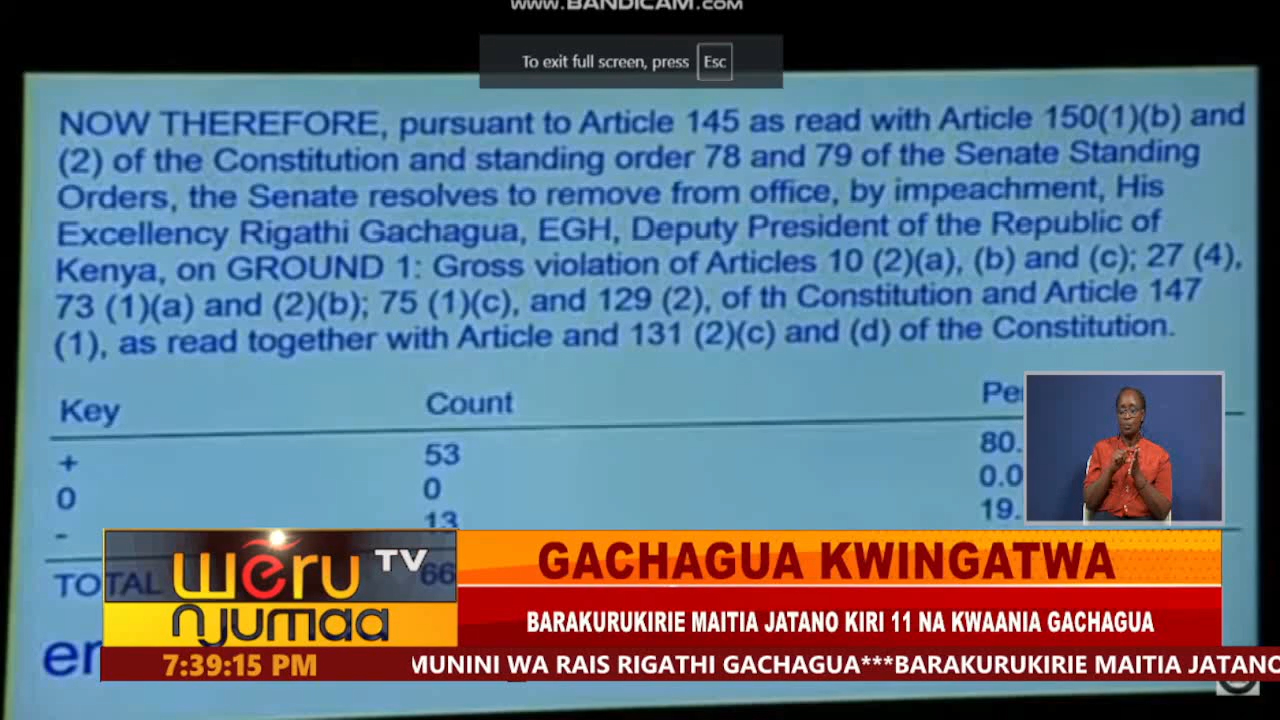 www.BANDICAM.com
To exit full screen, press Esc
NOW THEREFORE, pursuant to Article 145 as read with Article 150(1)(b) and
(2) of the Constitution and standing order 78 and 79 of the Senate Standing
Orders, the Senate resolves to remove from office, by impeachment, His
Excellency Rigathi Gachagua, EGH, Deputy President of the Republic of
Kenya, on GROUND 1: Gross violation of Articles 10 (2)(a), (b) and (c); 27 (4),
73 (1)(a) and (2)(b); 75 (1)(c), and 129 (2), of th Constitution and Article 147
(1), as read together with Article and 131 (2)(c) and (d) of the Constitution.
Key Count
+ 53 80.
0 0 0.0
- 13 19.
TOTAL 66
weru TV
njumaa
GACHAGUA KWINGATWA
BARAKURUKIRIE MAITIA JATANO KIRI 11 NA KWAANIA GACHAGUA
7:39:15 PM
MUNINI WA RAIS RIGATHI GACHAGUA***BARAKURUKIRIE MAITIA JATANO